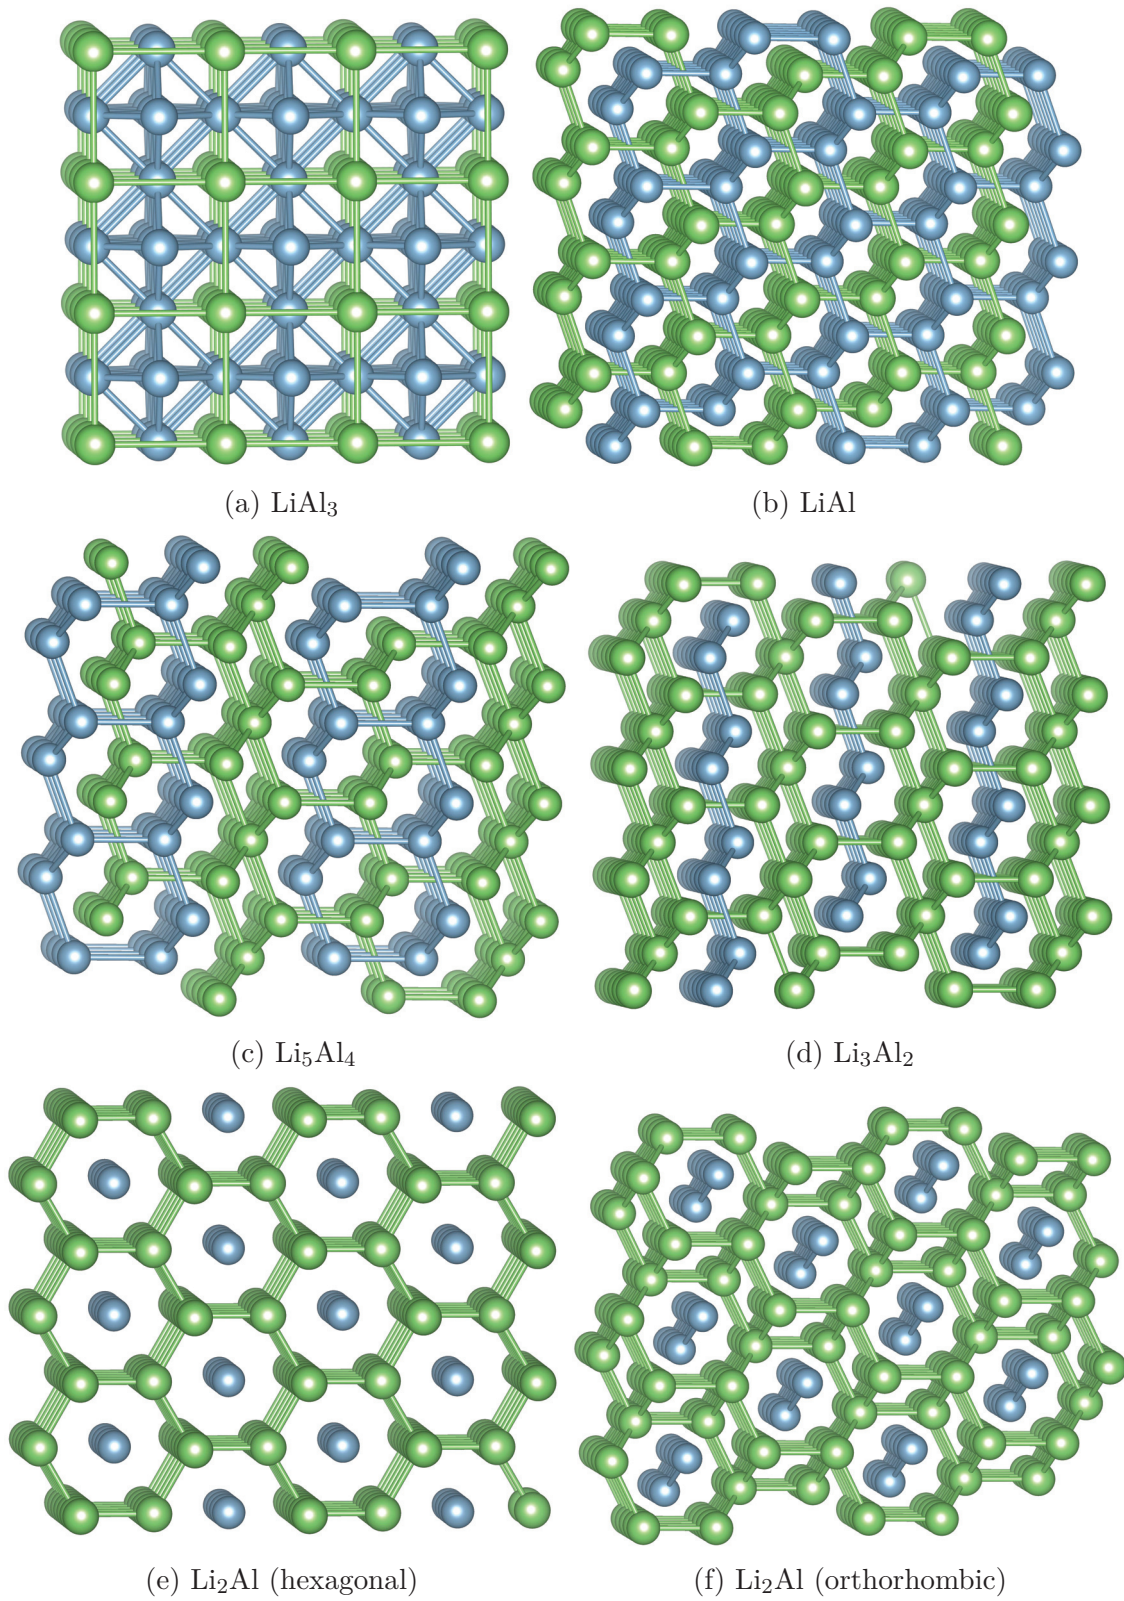 (a) LiAl₃
(b) LiAl
(c) Li₅Al₄
(d) Li₃Al₂
(e) Li₂Al (hexagonal)
(f) Li₂Al (orthorhombic)